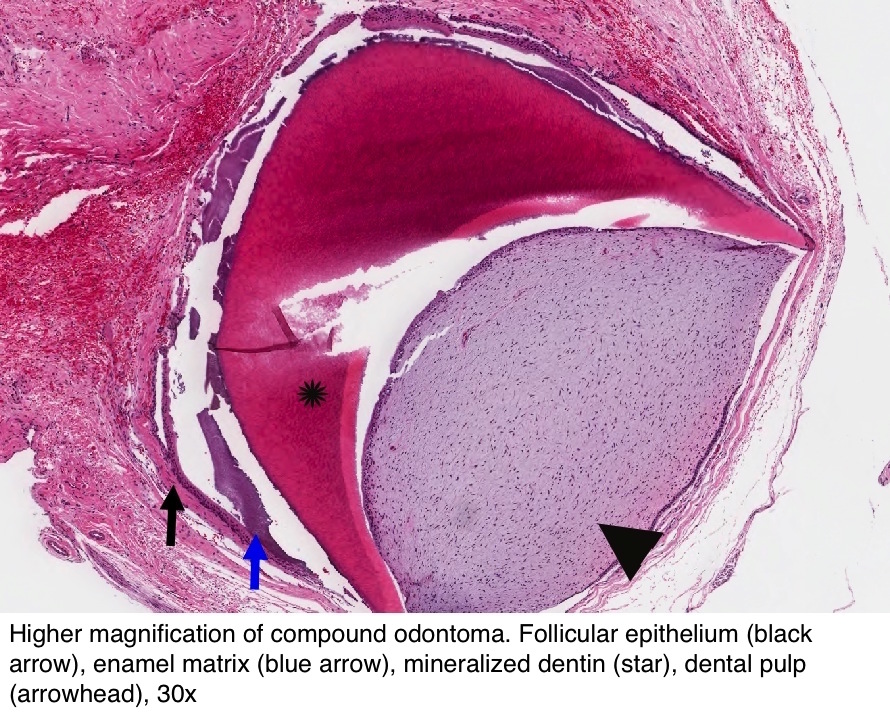 Higher magnification of compound odontoma. Follicular epithelium (black
arrow), enamel matrix (blue arrow), mineralized dentin (star), dental pulp
(arrowhead), 30x